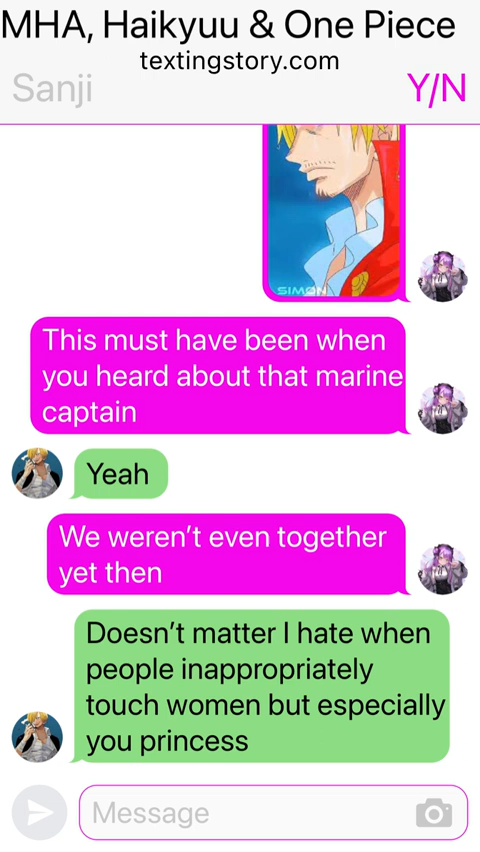 MHA, Haikyuu & One Piece
textingstory.com
Sanji
Y/N
SIMON
This must have been when
you heard about that marine
captain
Yeah
We weren’t even together
yet then
Doesn’t matter I hate when
people inappropriately
touch women but especially
you princess
Message